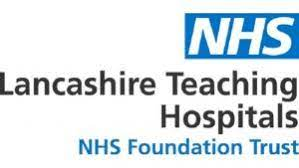 NHS
Lancashire Teaching
Hospitals
NHS Foundation Trust